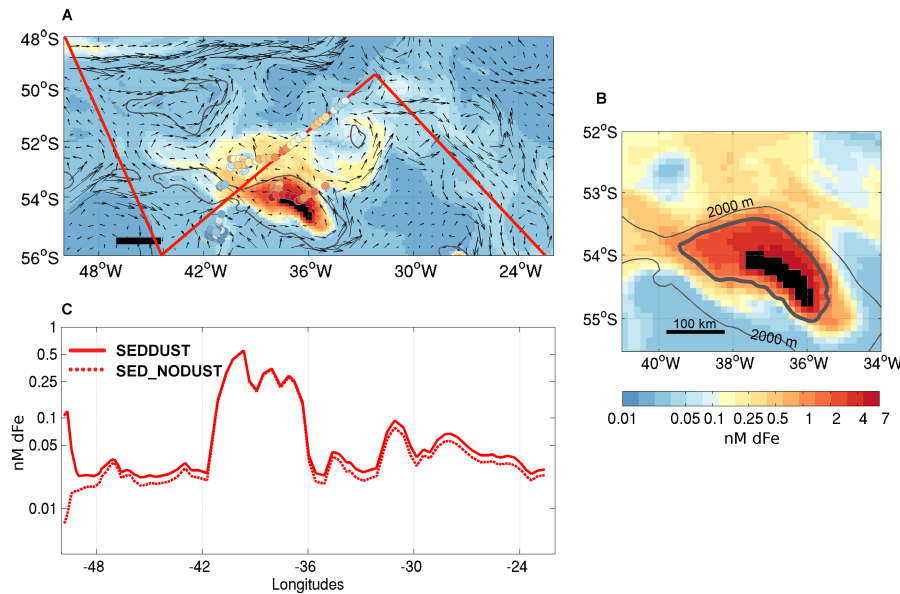 A
48°S
50°S
52°S
54°S
56°S
48°W
42°W
36°W
30°W
24°W
B
52°S
53°S
54°S
55°S
2000 m
2000 m
100 km
40°W
38°W
36°W
34°W
0.01
0.05
0.1
0.25
0.5
1
2
4
7
nM dFe
C
1
0.5
0.25
0.1
0.05
0.01
nM dFe
SEDDUST
SED_NODUST
-48
-42
-36
-30
-24
Longitudes